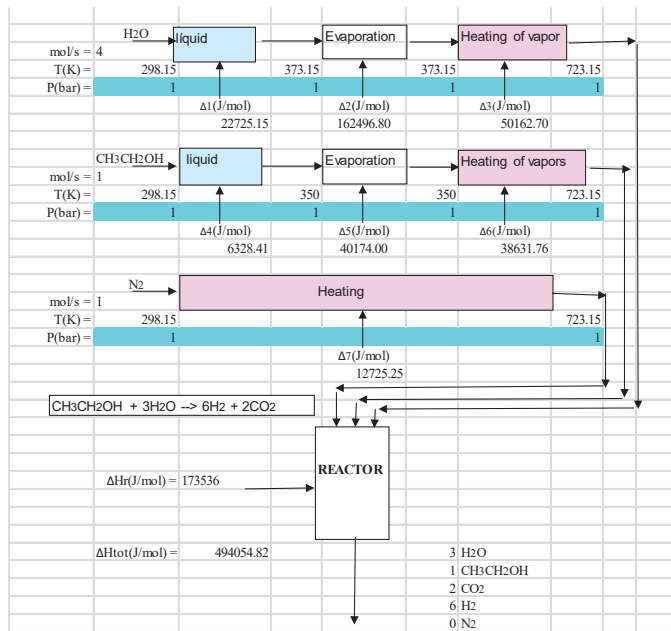 H2O
líquid
Evaporation
Heating of vapor
mol/s = 4
T(K) = 298.15 373.15 373.15 723.15
P(bar) = 1 1 1 1
Δ1(J/mol) Δ2(J/mol) Δ3(J/mol)
22725.15 162496.80 50162.70
CH3CH2OH
liquid
Evaporation
Heating of vapors
mol/s = 1
T(K) = 298.15 350 350 723.15
P(bar) = 1 1 1 1
Δ4(J/mol) Δ5(J/mol) Δ6(J/mol)
6328.41 40174.00 38631.76
N2
Heating
mol/s = 1
T(K) = 298.15 723.15
P(bar) = 1 1
Δ7(J/mol)
12725.25
CH3CH2OH + 3H2O --> 6H2 + 2CO2
REACTOR
ΔHr(J/mol) = 173536
ΔHtot(J/mol) = 494054.82
3 H2O
1 CH3CH2OH
2 CO2
6 H2
0 N2